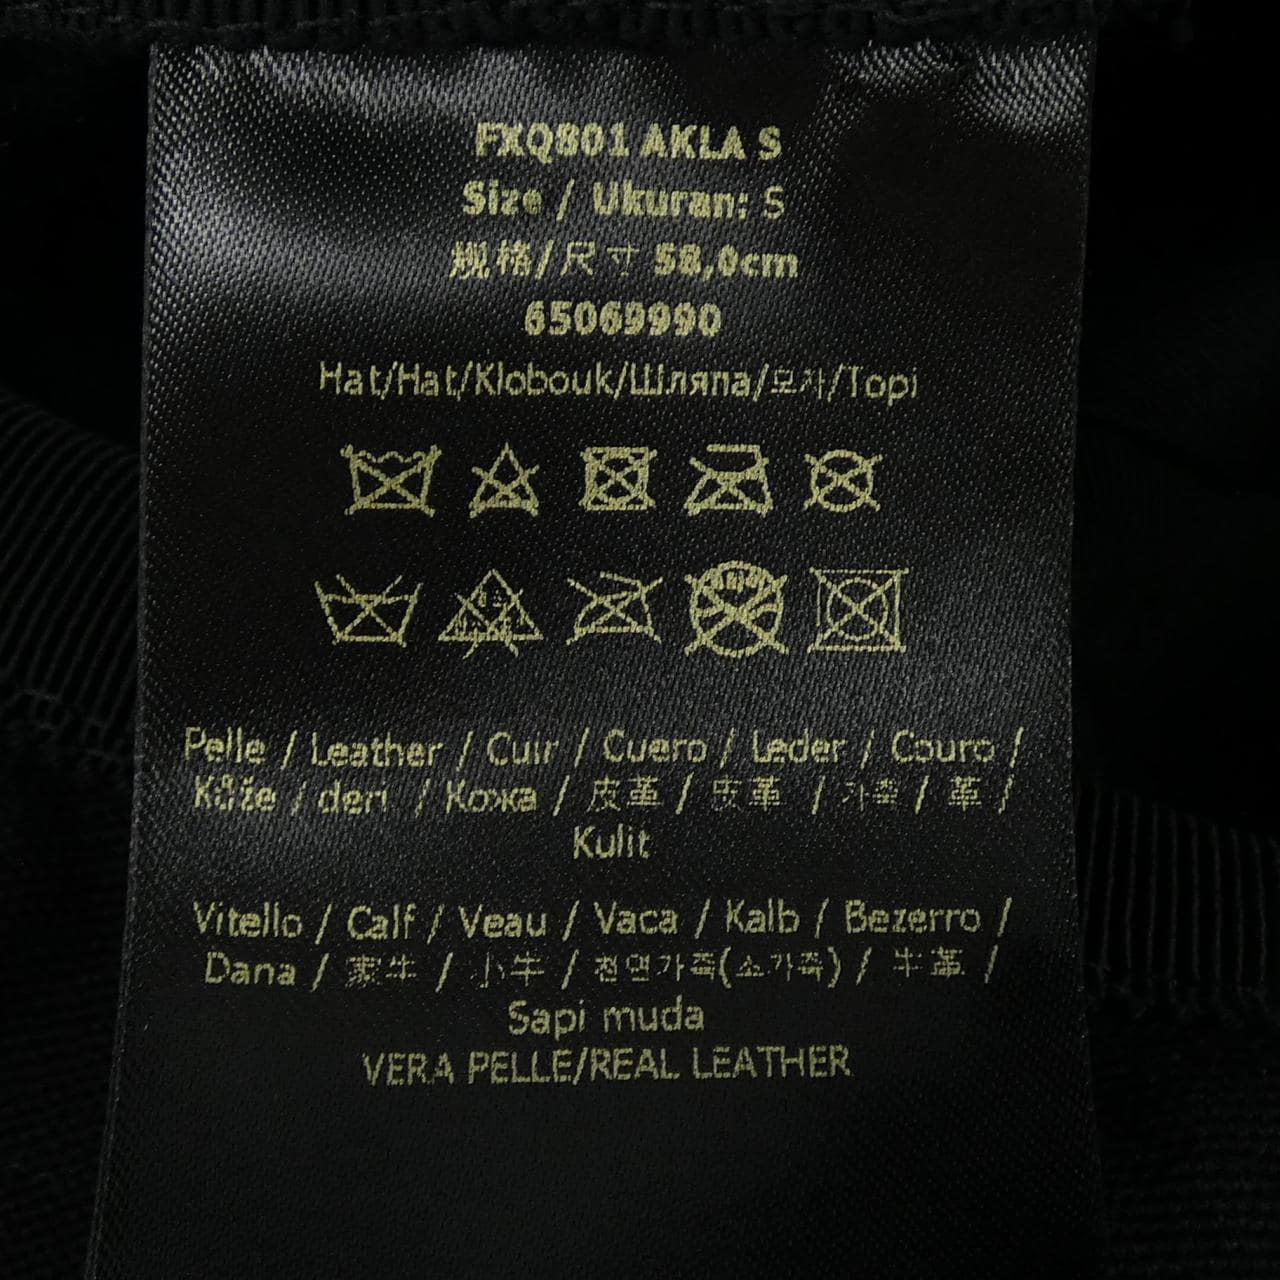 FXQ801 AKLA S
Size / Ukuran: S
规格/尺寸 58,0cm
65069990
Hat/Hat/Klobouk/Шляпа/모자/Topi
Pelle / Leather / Cuir / Cuero / Leder / Couro /
Kůže / deri / Кожа / 皮革 / 皮革 / 가죽 / 革 /
Kulit
Vitello / Calf / Veau / Vaca / Kalb / Bezerro /
Dana / 牛 / 小牛 / 천연가죽(소가죽) / 牛革 /
Sapi muda
VERA PELLE/REAL LEATHER